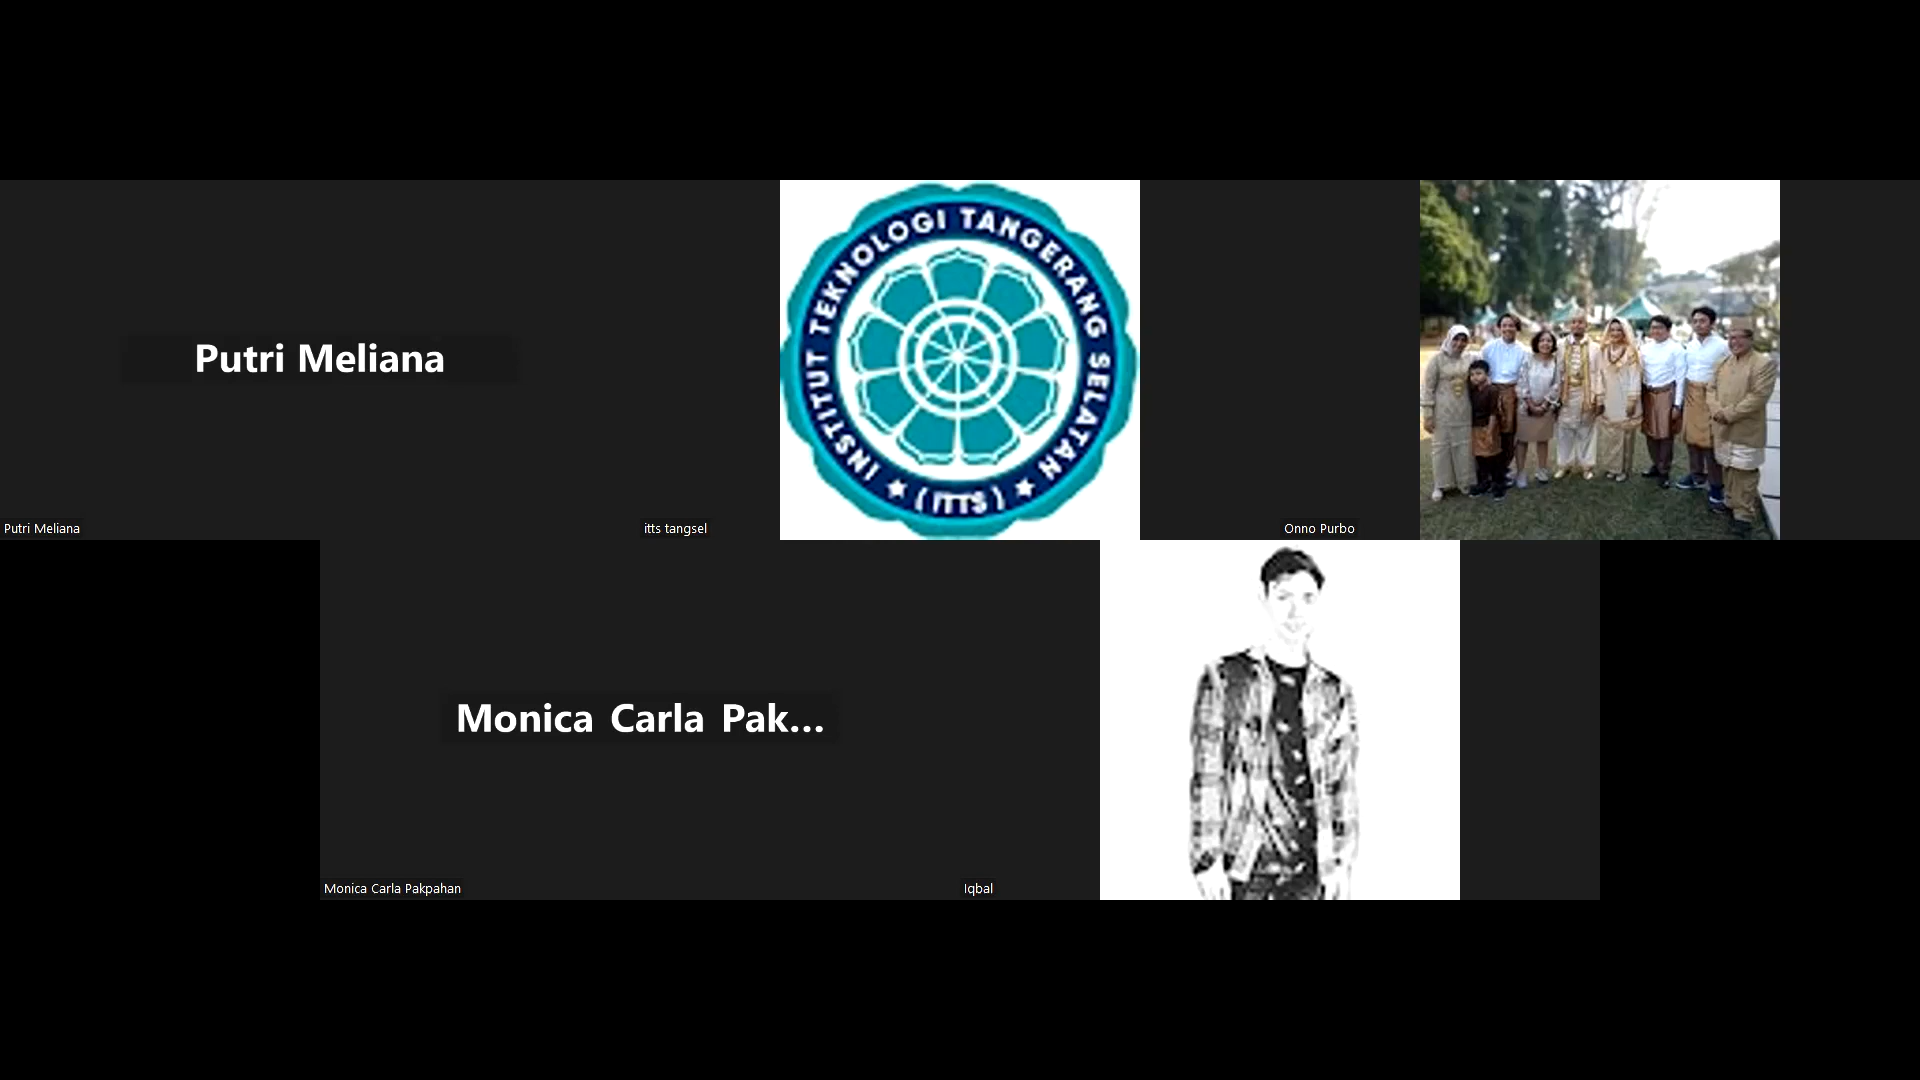 Putri Meliana
Putri Meliana
INSTITUT TEKNOLOGI TANGERANG SELATAN
( ITTS )
itts tangsel
Onno Purbo
Monica Carla Pak...
Monica Carla Pakpahan
Iqbal